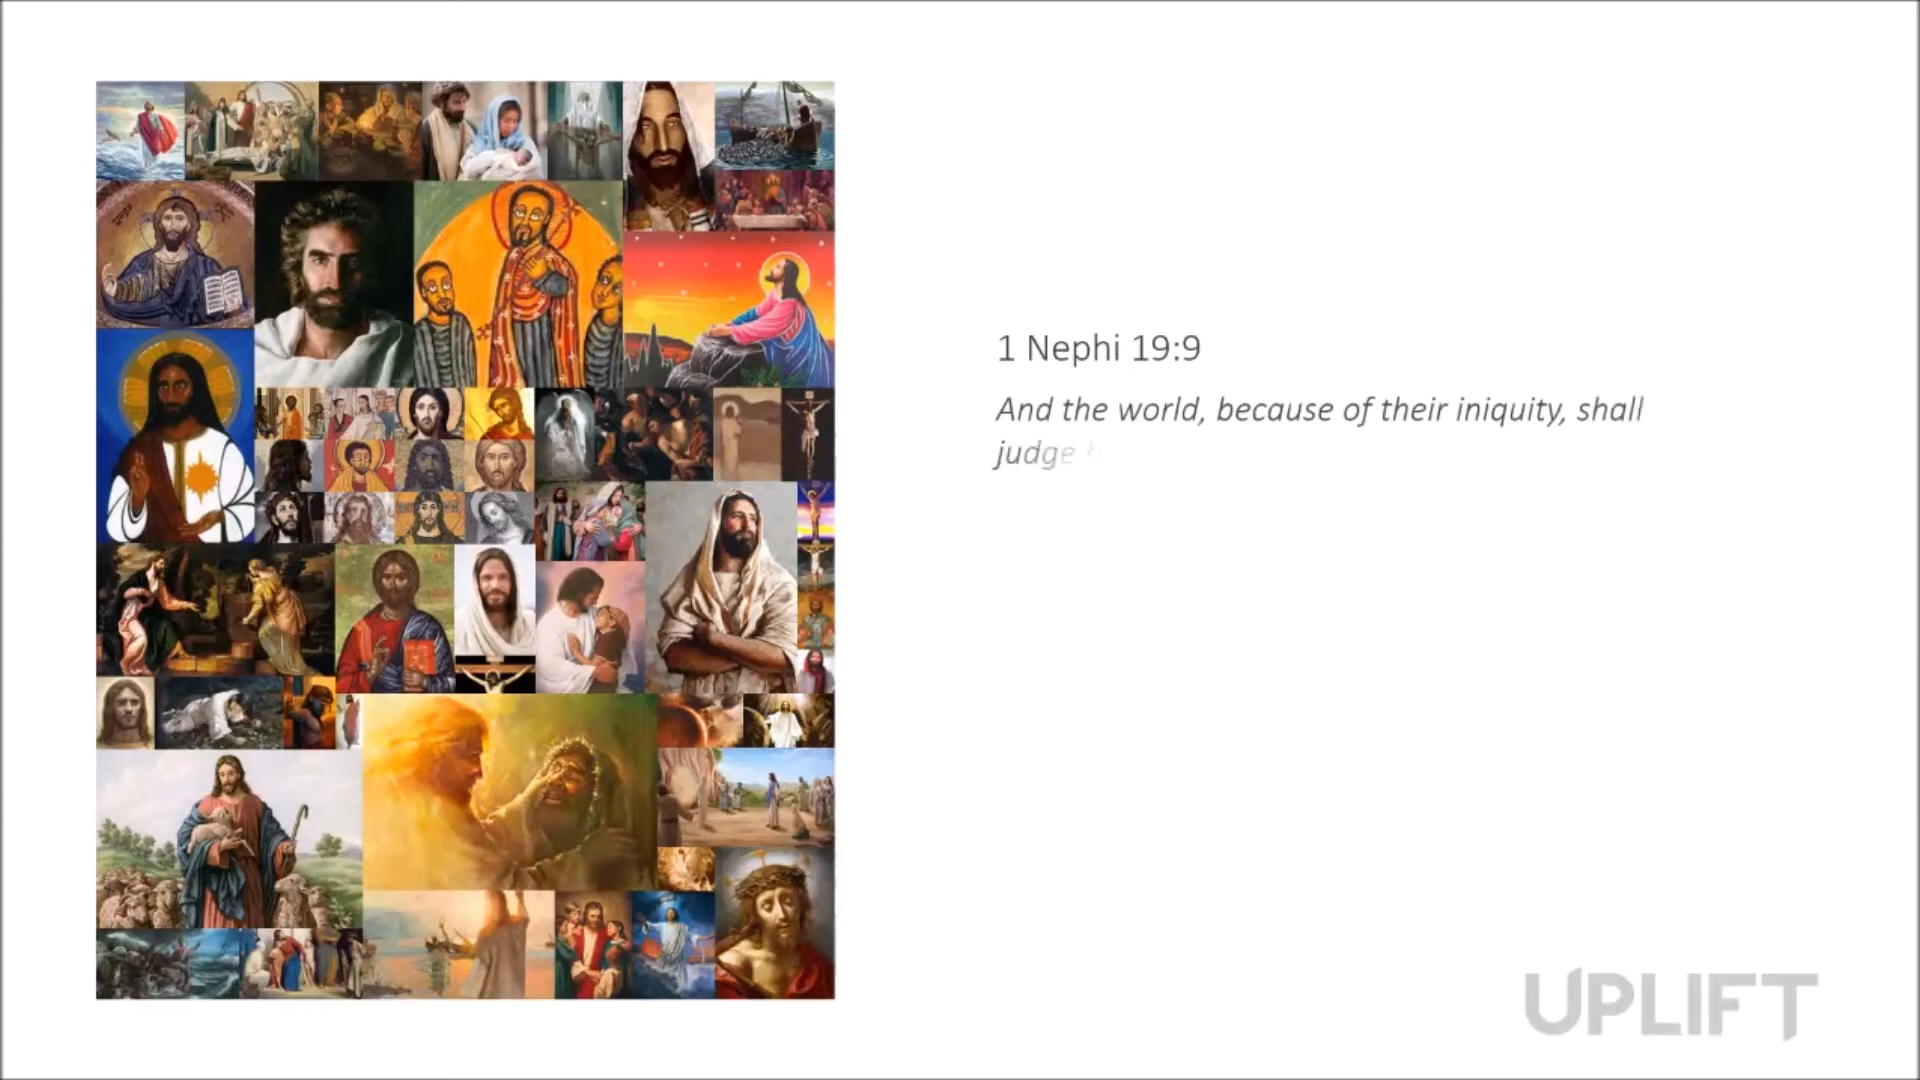 1 Nephi 19:9
And the world, because of their iniquity, shall
judge
UPLIFT